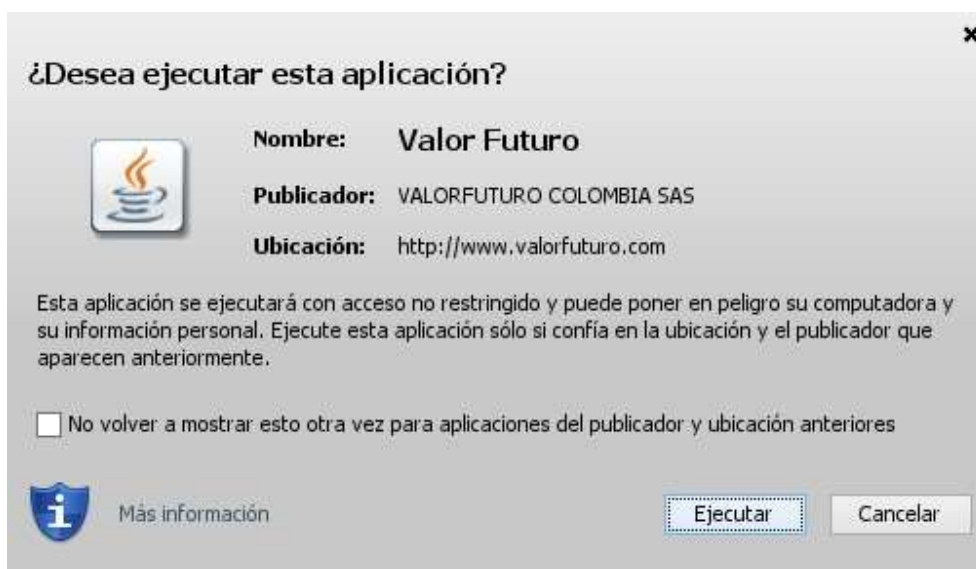 ¿Desea ejecutar esta aplicación?
Nombre: Valor Futuro
Publicador: VALORFUTURO COLOMBIA SAS
Ubicación: http://www.valorfuturo.com
Esta aplicación se ejecutará con acceso no restringido y puede poner en peligro su computadora y
su información personal. Ejecute esta aplicación sólo si confía en la ubicación y el publicador que
aparecen anteriormente.
No volver a mostrar esto otra vez para aplicaciones del publicador y ubicación anteriores
Más información
Ejecutar Cancelar